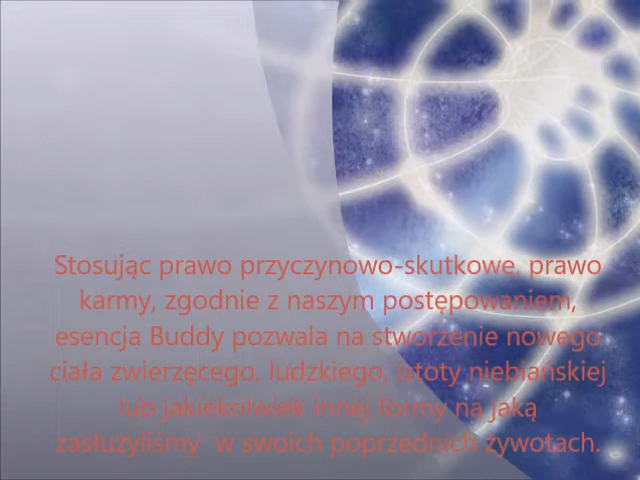 Stosując prawo przyczynowo-skutkowe, prawo
karmy, zgodnie z naszym postępowaniem,
esencja Buddy pozwala na stworzenie nowego
ciała zwierzęcego, ludzkiego, istoty niebiańskiej
lub jakiekolwiek innej formy na jaką
zasłużyliśmy w swoich poprzednich żywotach.